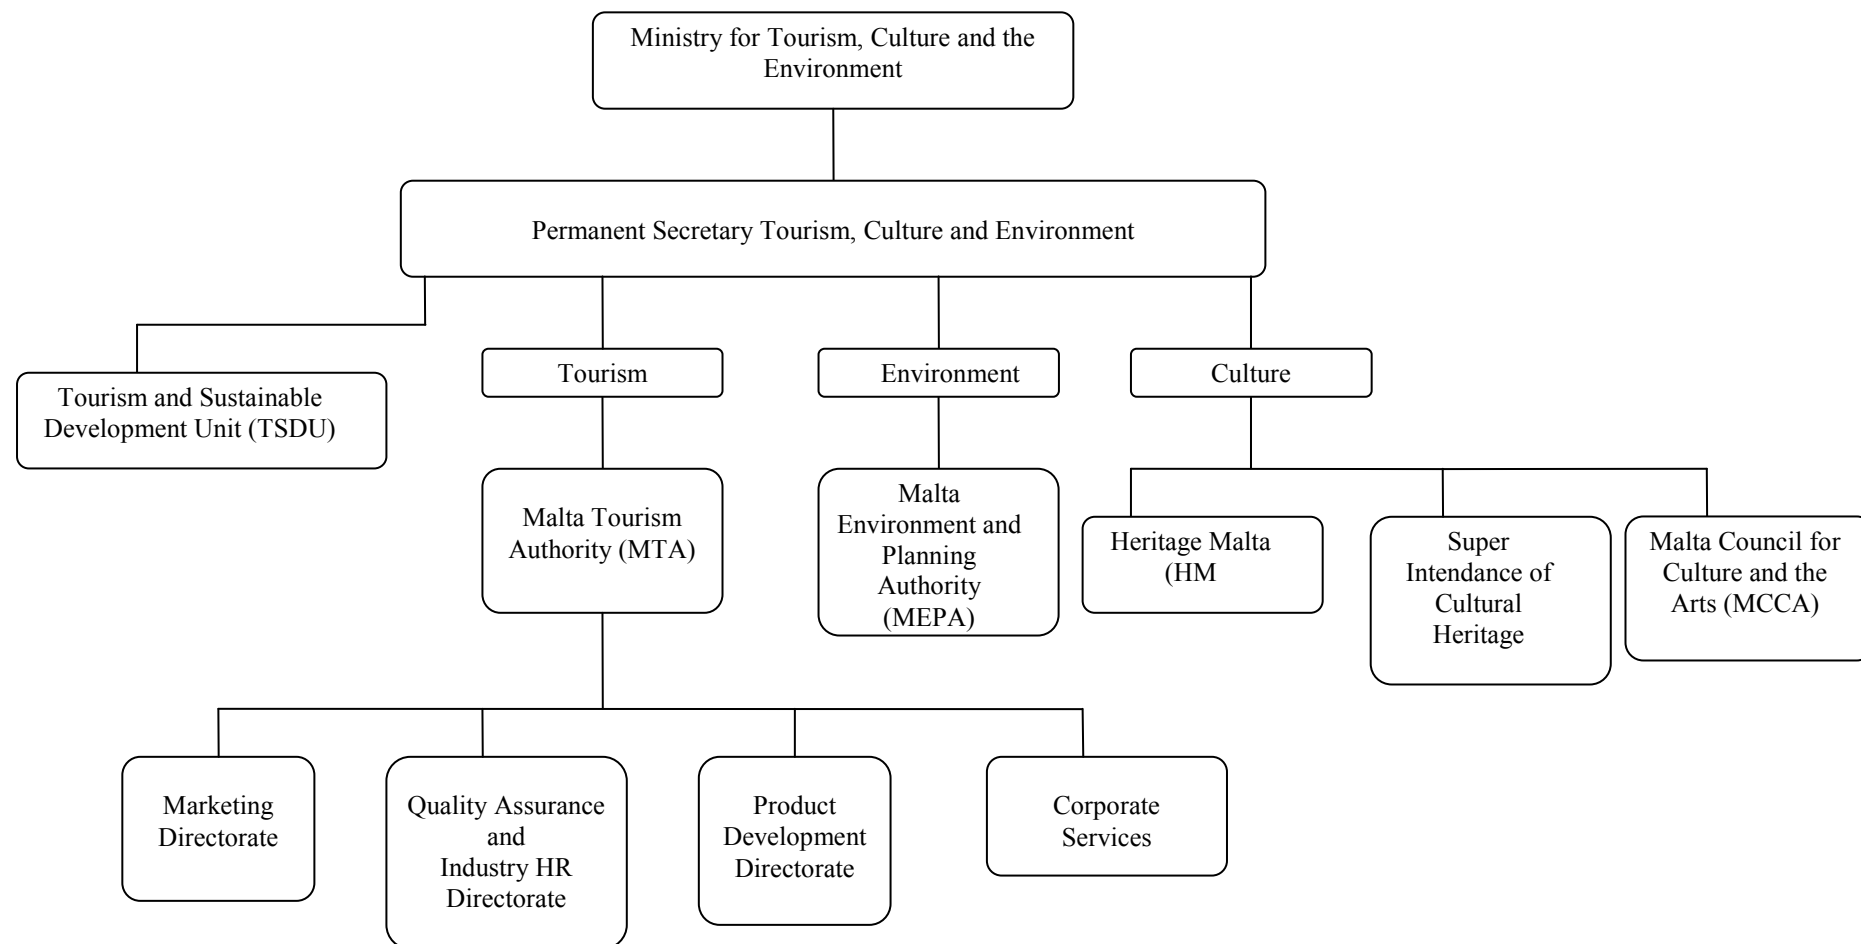 Ministry for Tourism, Culture and the
Environment
Permanent Secretary Tourism, Culture and Environment
Tourism and Sustainable
Development Unit (TSDU)
Tourism
Environment
Culture
Malta Tourism
Authority (MTA)
Malta
Environment and
Planning
Authority
(MEPA)
Heritage Malta
(HM
Super
Intendance of
Cultural
Heritage
Malta Council for
Culture and the
Arts (MCCA)
Marketing
Directorate
Quality Assurance
and
Industry HR
Directorate
Product
Development
Directorate
Corporate
Services